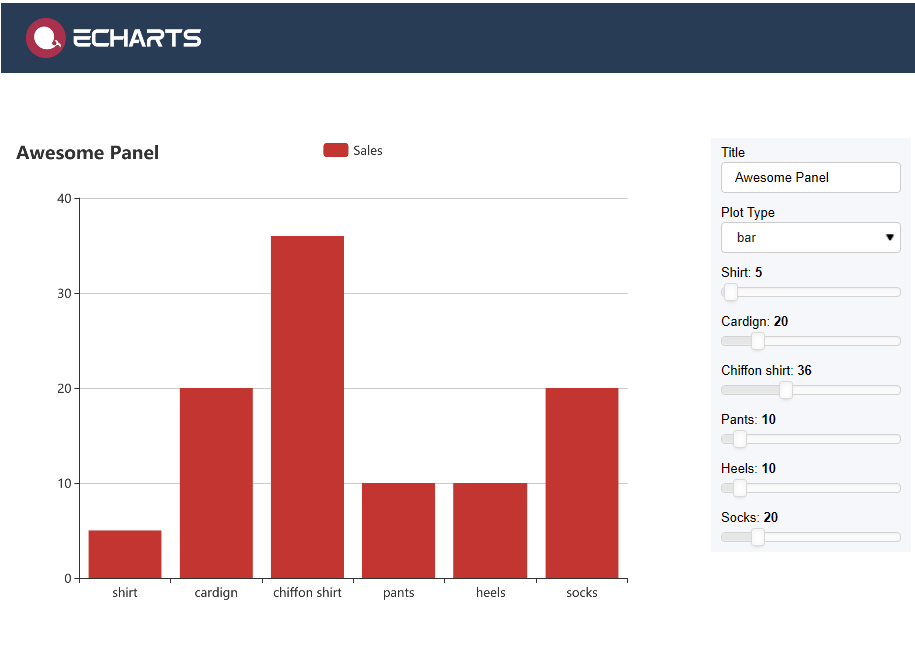 ECHARTS
Awesome Panel
Sales
40
30
20
10
0
shirt cardign chiffon shirt pants heels socks
Title
Awesome Panel
Plot Type
bar
Shirt: 5
Cardign: 20
Chiffon shirt: 36
Pants: 10
Heels: 10
Socks: 20